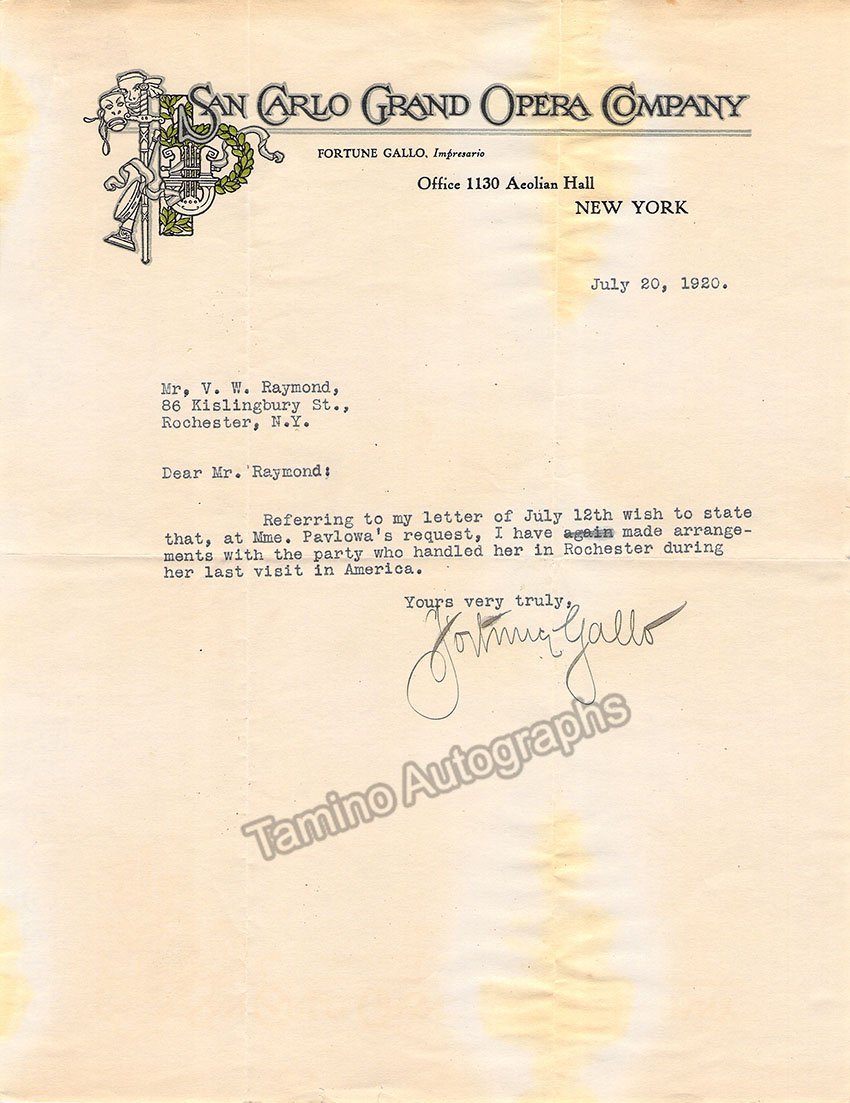 SAN CARLO GRAND OPERA COMPANY
FORTUNE GALLO, Impresario
Office 1130 Aeolian Hall
NEW YORK
July 20, 1920.
Mr, V. W. Raymond,
86 Kislingbury St.,
Rochester, N.Y.
Dear Mr. Raymond:
Referring to my letter of July 12th wish to state
that, at Mme. Pavlowa's request, I have again made arrange-
ments with the party who handled her in Rochester during
her last visit in America.
Yours very truly,
Fortune Gallo
Tamino Autographs